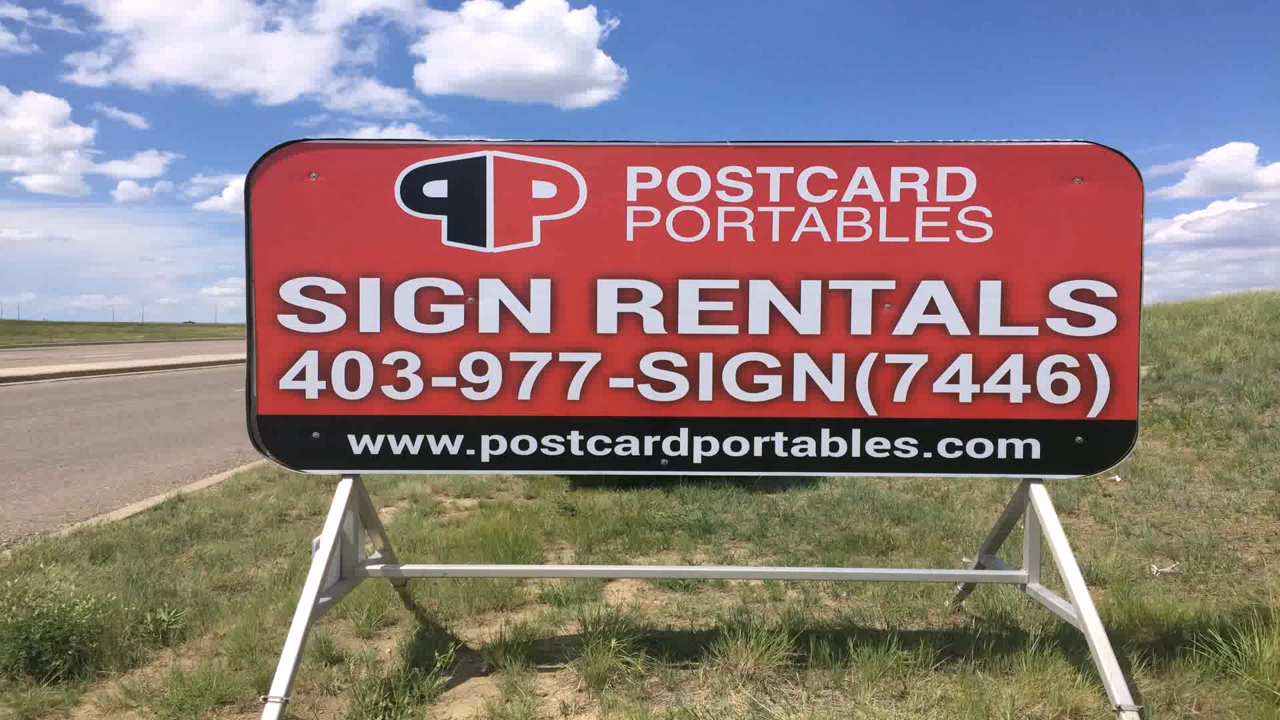 PP
POSTCARD
PORTABLES
SIGN RENTALS
403-977-SIGN(7446)
www.postcardportables.com